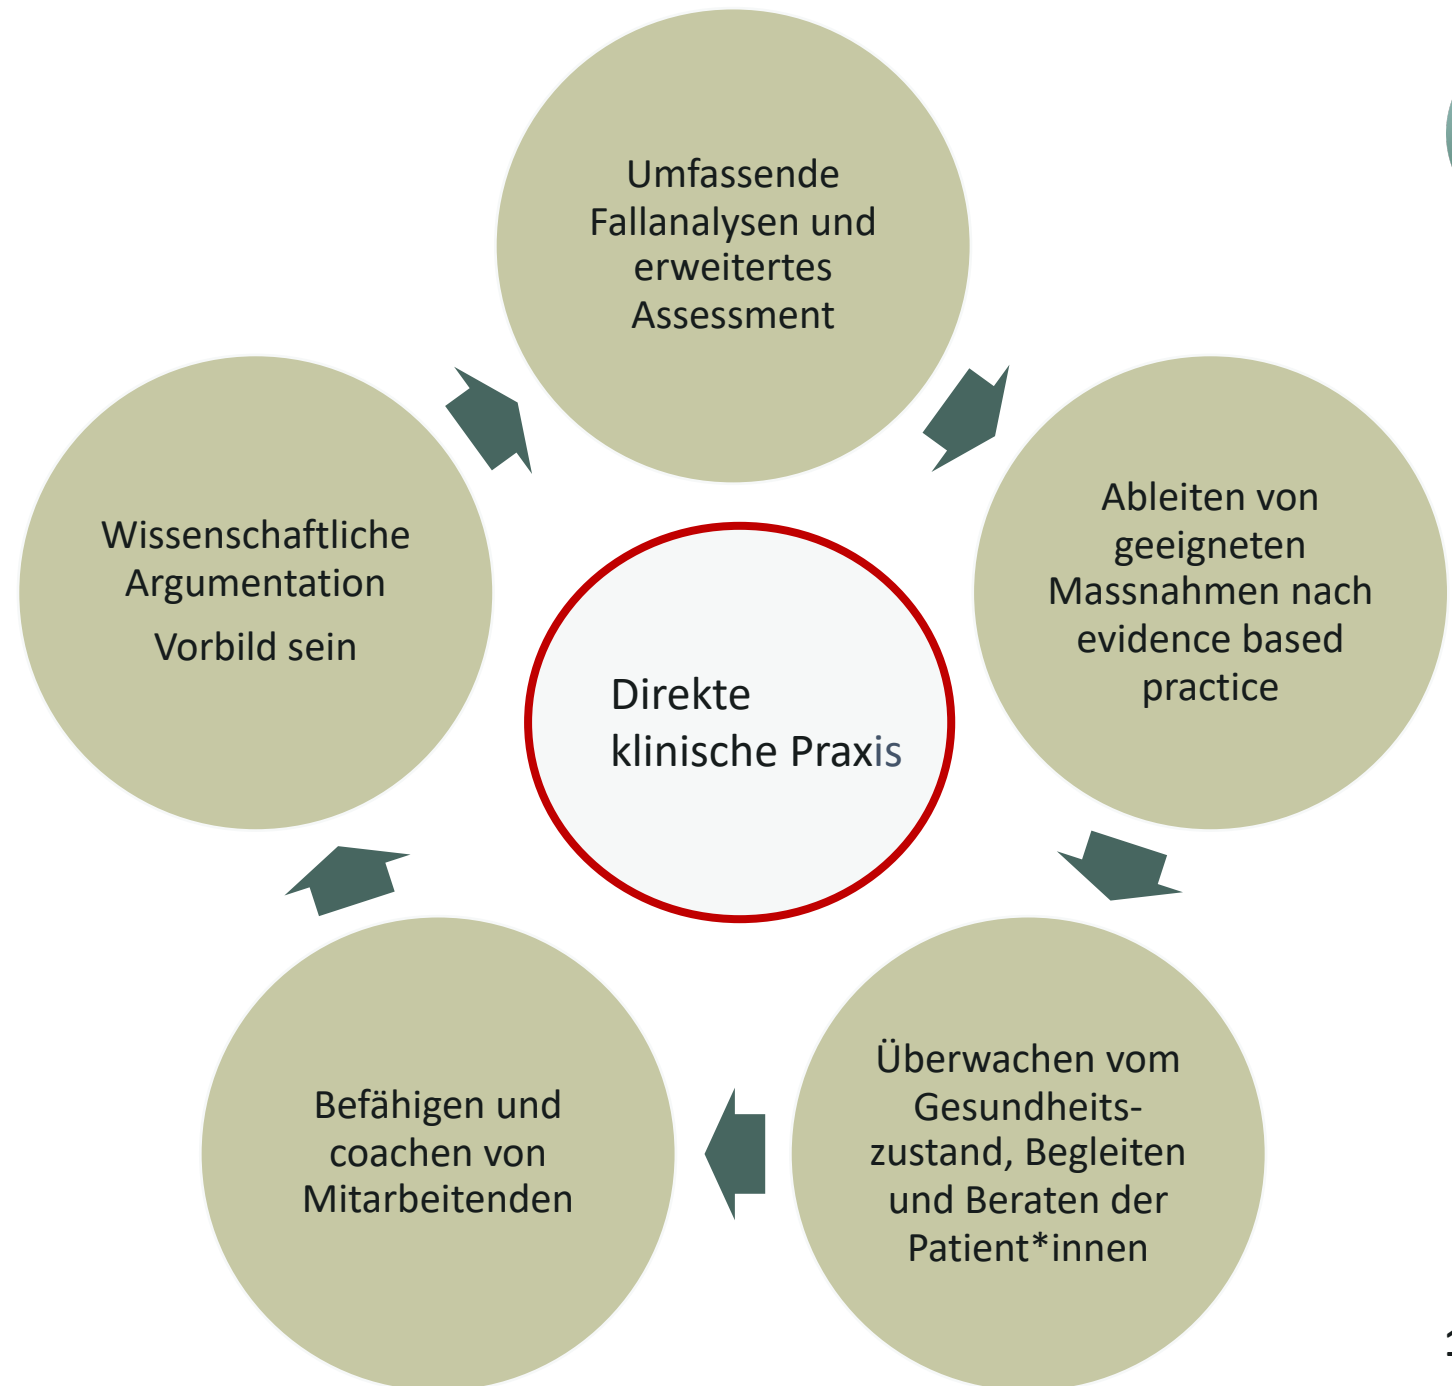 Umfassende
Fallanalysen und
erweitertes
Assessment
Ableiten von
geeigneten
Massnahmen nach
evidence based
practice
Überwachen vom
Gesundheits-
zustand, Begleiten
und Beraten der
Patient*innen
Befähigen und
coachen von
Mitarbeitenden
Wissenschaftliche
Argumentation
Vorbild sein
Direkte
klinische Praxis